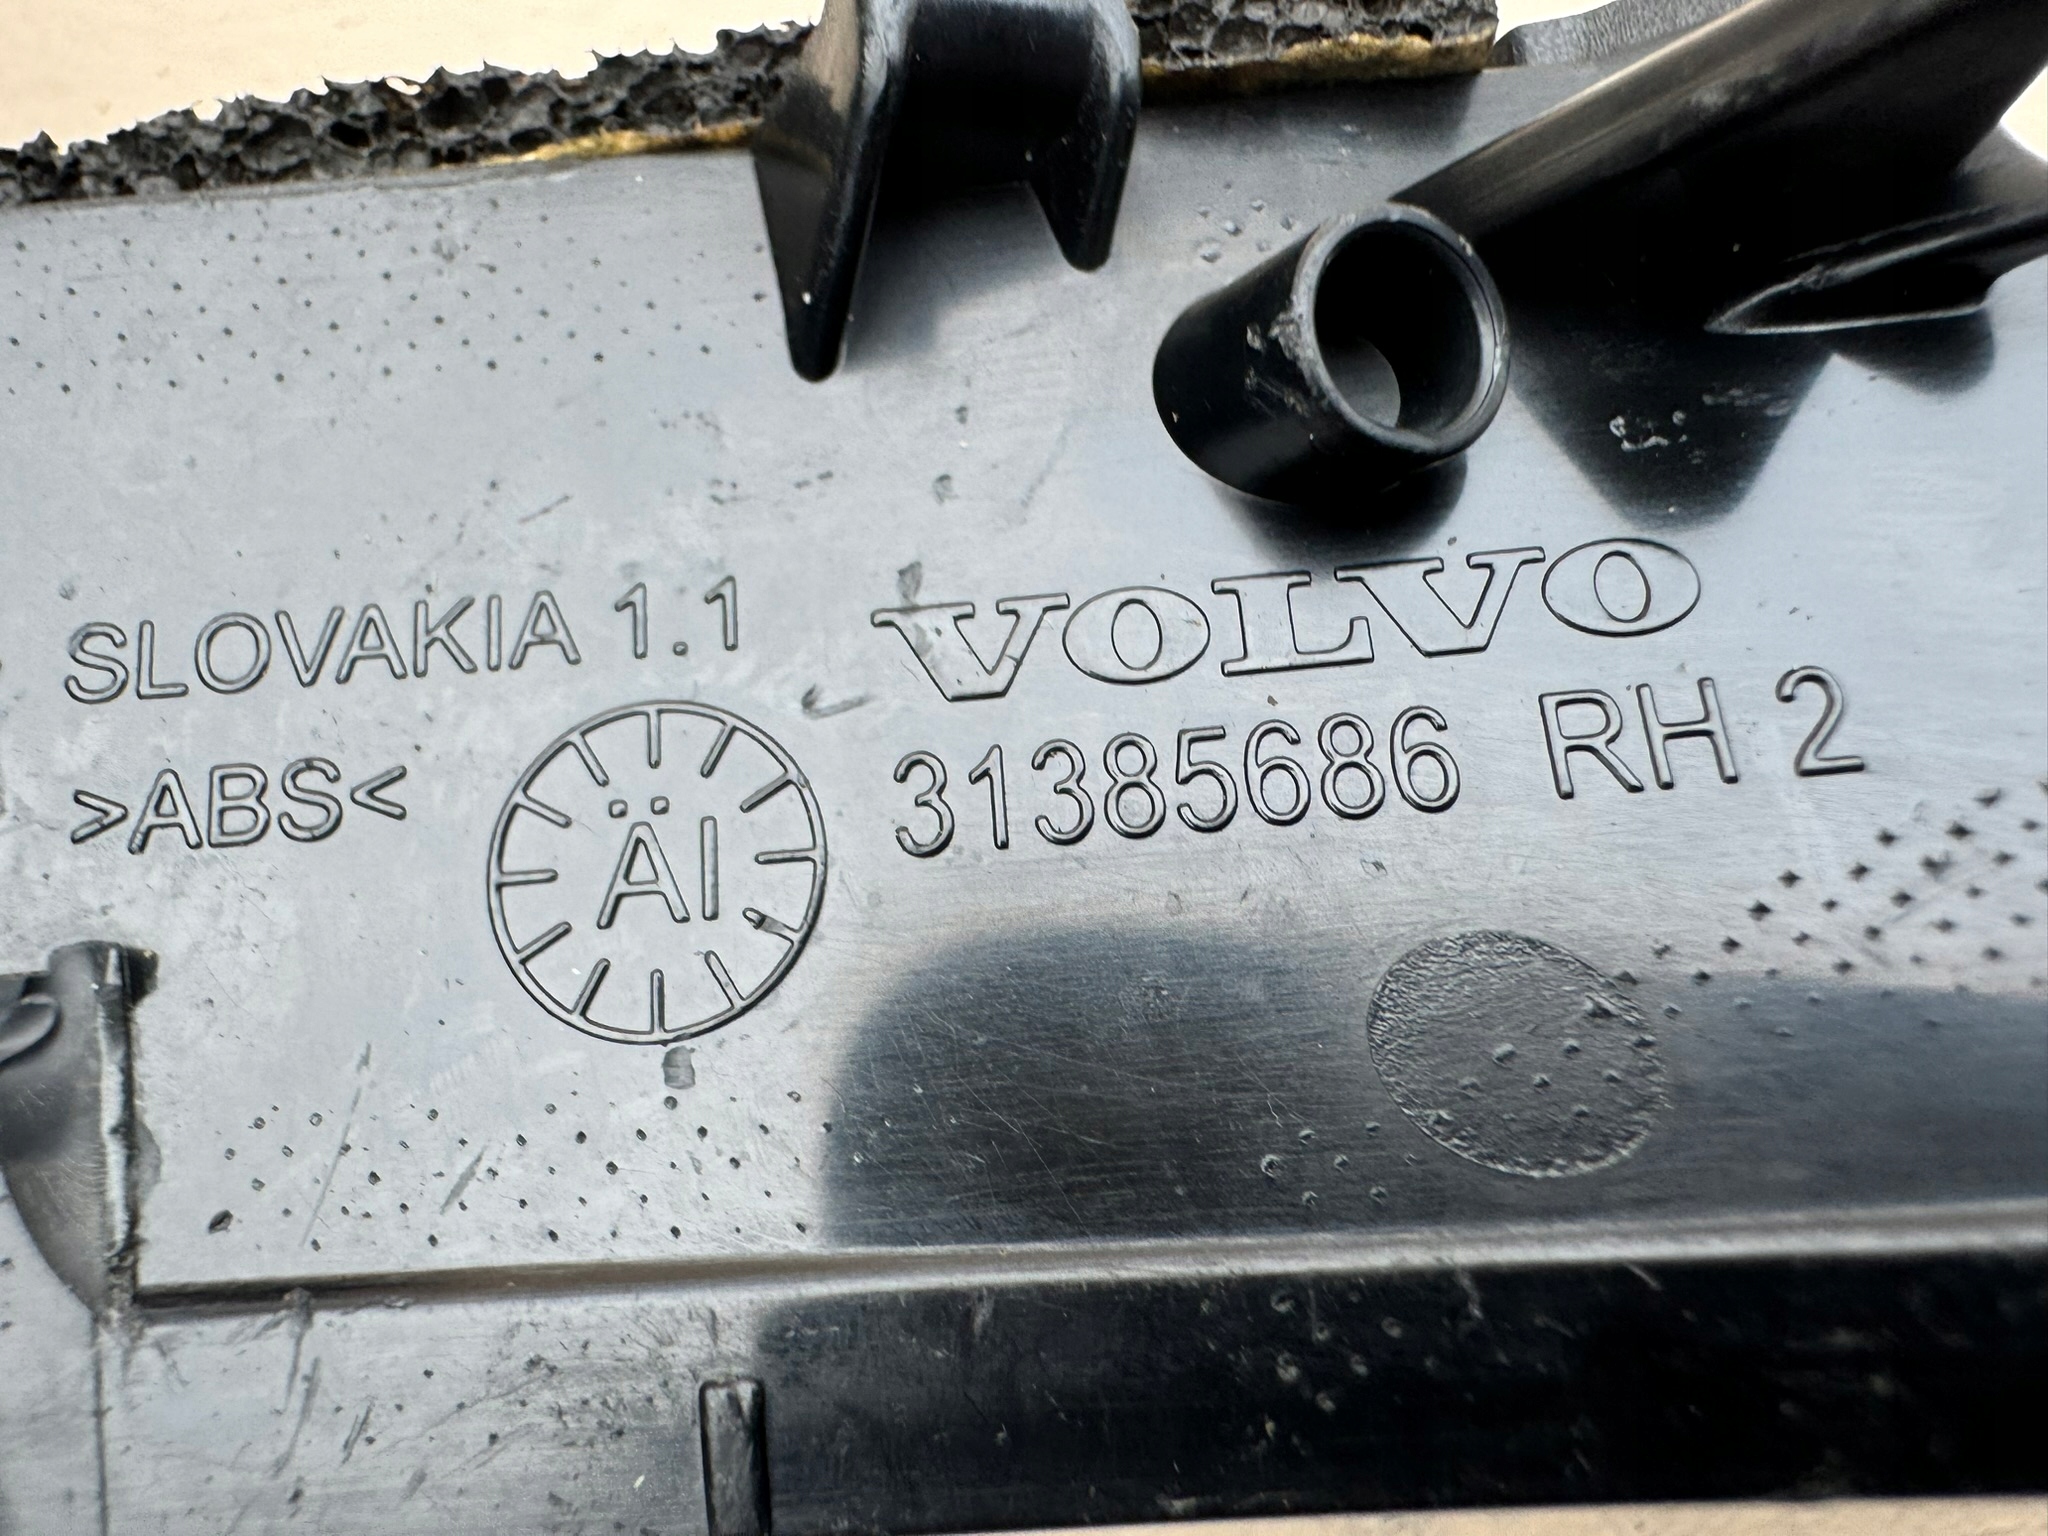 SLOVAKIA 1.1
>ABS<
ÄI
VOLVO
31385686 RH 2